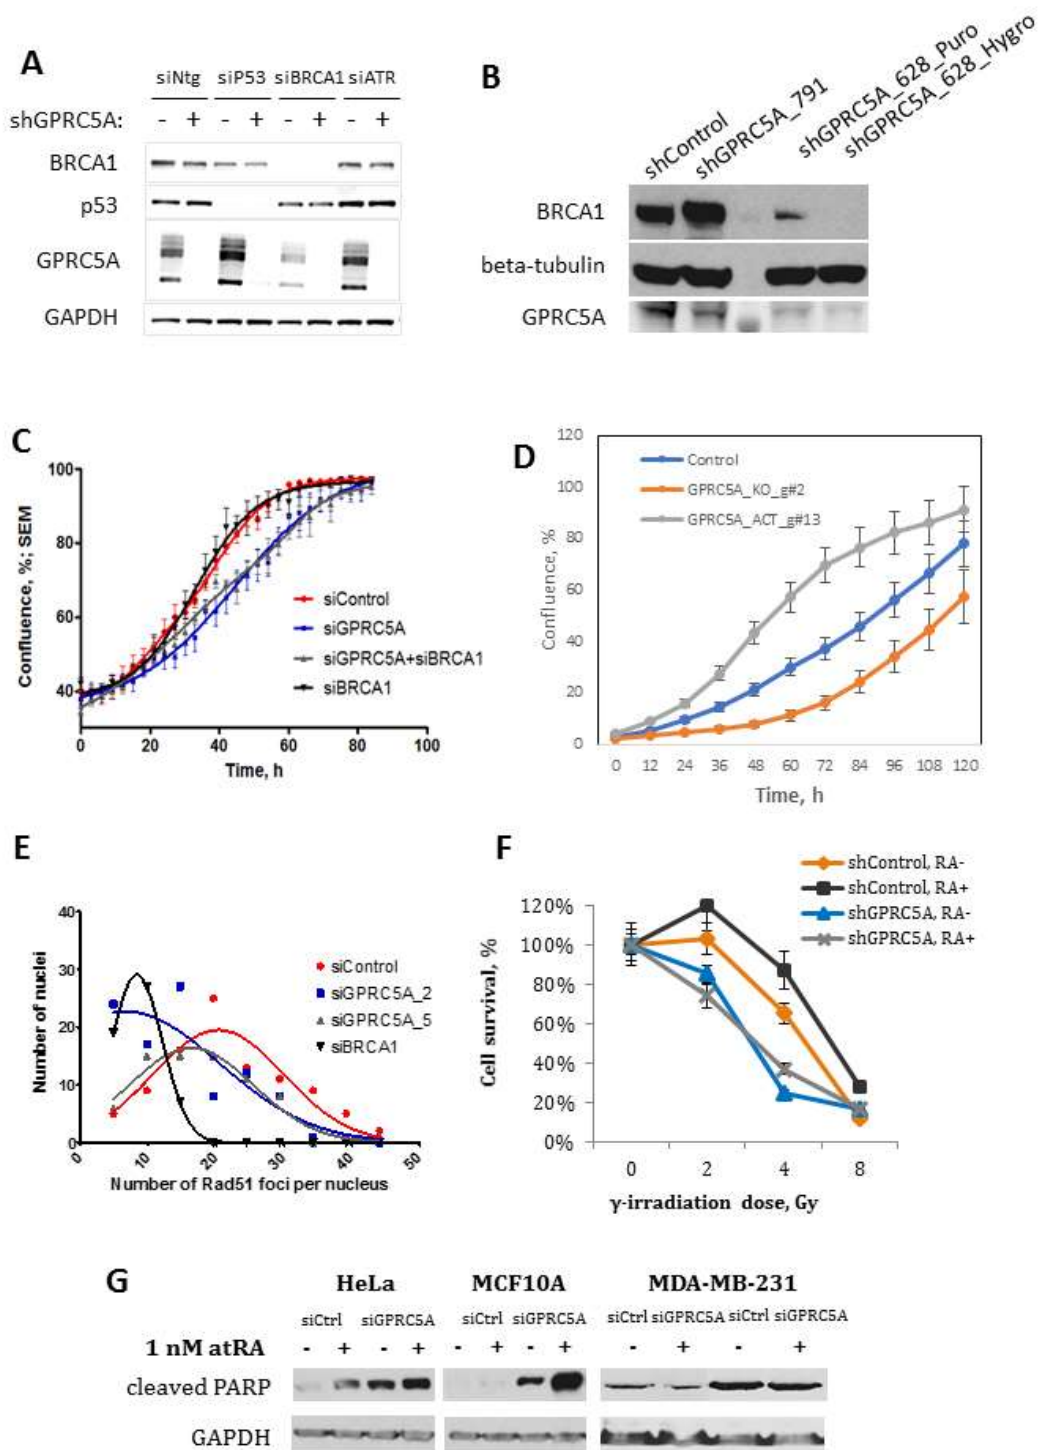 A
siNtg siP53 siBRCA1 siATR
shGPRC5A: - + - + - + - +
BRCA1
p53
GPRC5A
GAPDH
B
shControl
shGPRC5A_791
shGPRC5A_628_Puro
shGPRC5A_628_Hygro
BRCA1
beta-tubulin
GPRC5A
C
Confluence, %; SEM
100
80
60
40
siControl
siGPRC5A
siGPRC5A+siBRCA1
siBRCA1
0 20 40 60 80 100
Time, h
D
Confluence, %
120
100
80
60
40
20
0
Control
GPRC5A_KO_g#2
GPRC5A_ACT_g#13
0 12 24 36 48 60 72 84 96 108 120
Time, h
E
Number of nuclei
40
30
20
10
0
siControl
siGPRC5A_2
siGPRC5A_5
siBRCA1
0 10 20 30 40 50
Number of Rad51 foci per nucleus
F
shControl, RA-
shControl, RA+
shGPRC5A, RA-
shGPRC5A, RA+
Cell survival, %
120%
100%
80%
60%
40%
20%
0%
0 2 4 8
γ-irradiation dose, Gy
G
HeLa MCF10A MDA-MB-231
siCtrl siGPRC5A siCtrl siGPRC5A siCtrl siGPRC5A siCtrl siGPRC5A
1 nM atRA - + - + - + - + - + - +
cleaved PARP
GAPDH